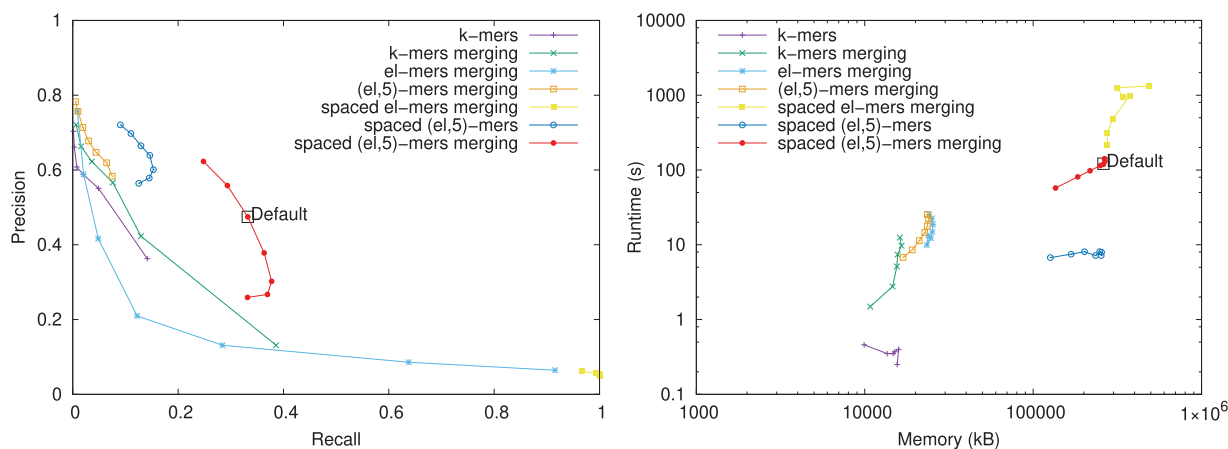 1
0.8
0.6
0.4
0.2
0
0
0.2
0.4
0.6
0.8
1
Precision
Recall
k−mers
k−mers merging
el−mers merging
(el,5)−mers merging
spaced el−mers merging
spaced (el,5)−mers
spaced (el,5)−mers merging
Default
10000
1000
100
10
1
0.1
1000
10000
100000
1×10^6
Runtime (s)
Memory (kB)
k−mers
k−mers merging
el−mers merging
(el,5)−mers merging
spaced el−mers merging
spaced (el,5)−mers
spaced (el,5)−mers merging
Default